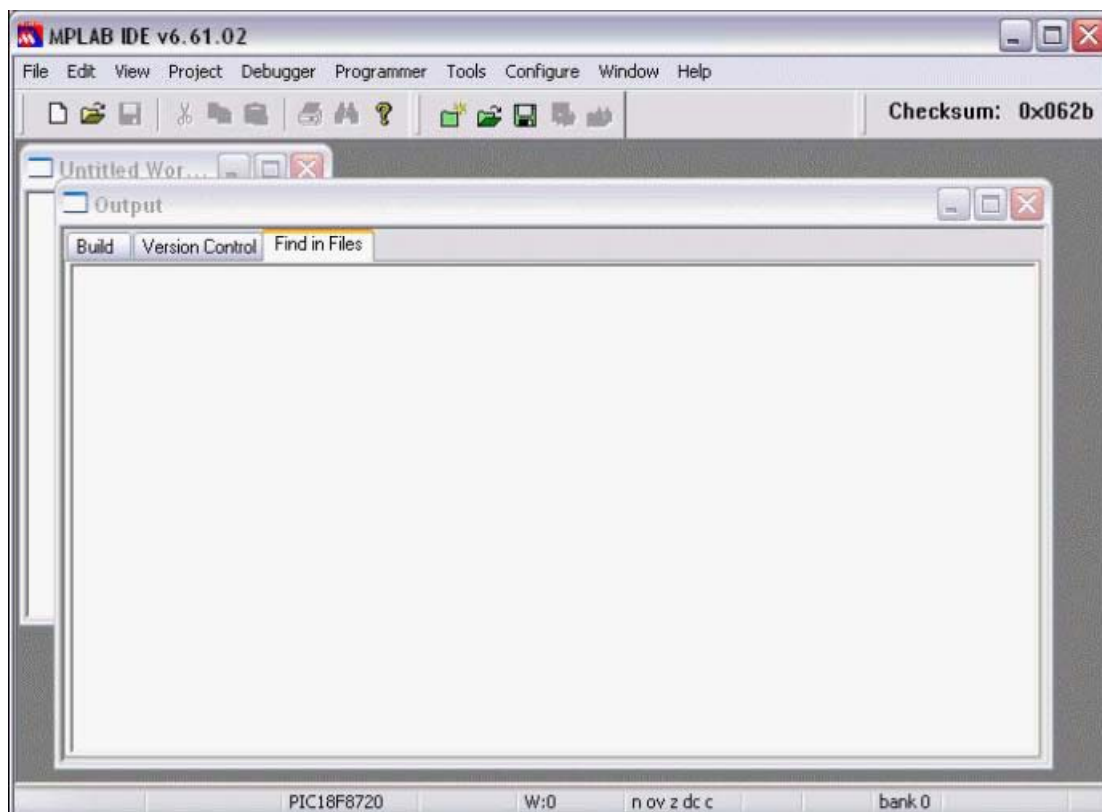 MPLAB IDE v6.61.02
File Edit View Project Debugger Programmer Tools Configure Window Help
Checksum: 0x062b
Untitled Wor...
Output
Build Version Control Find in Files
PIC18F8720 W:0 n ov z dc c bank 0